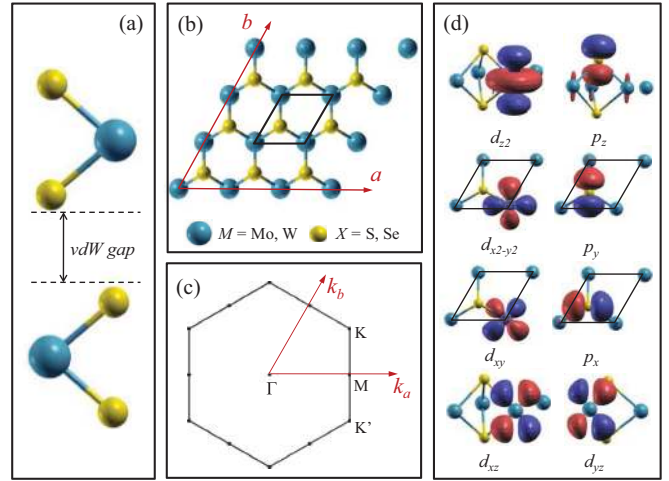 (a)
vdW gap
(b)
b
a
M = Mo, W X = S, Se
(c)
k_b
K
Γ
M
k_a
K’
(d)
d_z2 p_z
d_x2-y2 p_y
d_xy p_x
d_xz d_yz